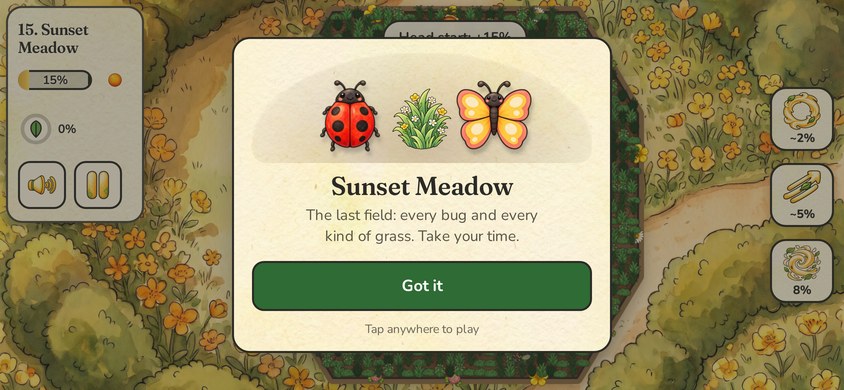 15. Sunset
Meadow
15%
0%
Head start: +15%
Sunset Meadow
The last field: every bug and every
kind of grass. Take your time.
Got it
Tap anywhere to play
~2%
~5%
8%